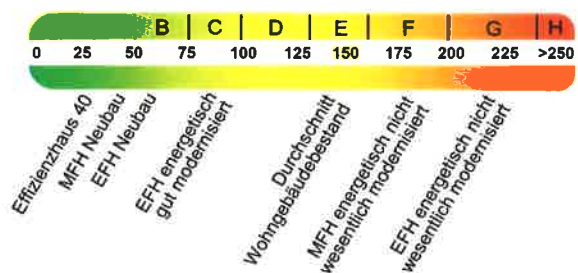 B C D E F G H
0 25 50 75 100 125 150 175 200 225 >250
Effizienzhaus 40
MFH Neubau
EFH Neubau
EFH energetisch
gut modernisiert
Durchschnitt
Wohngebäudebestand
MFH energetisch nicht
wesentlich modernisiert
EFH energetisch nicht
wesentlich modernisiert